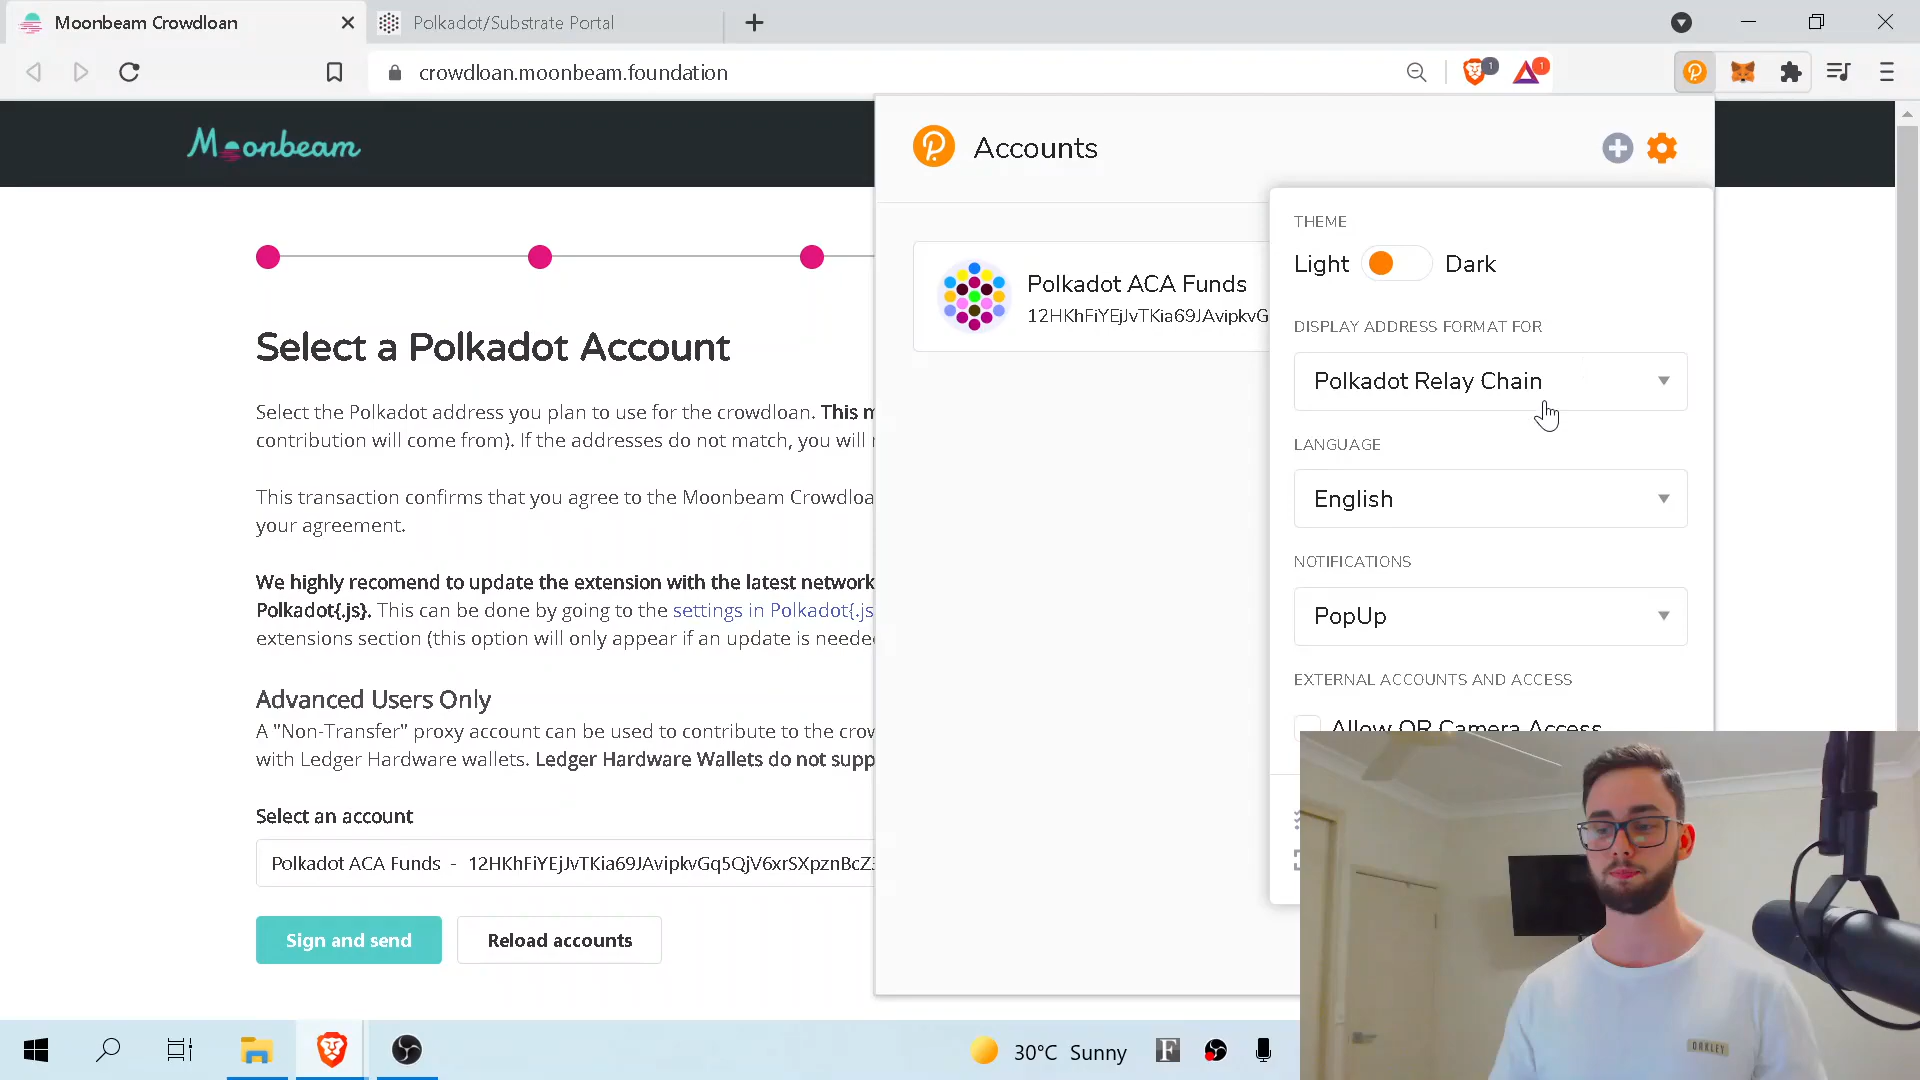 Moonbeam Crowdloan
Polkadot/Substrate Portal
crowdloan.moonbeam.foundation
1
1
Moonbeam
Accounts
THEME
Light
Dark
Polkadot ACA Funds
12HKhFiYEjJvTKia69JAvipkvG
DISPLAY ADDRESS FORMAT FOR
Polkadot Relay Chain
LANGUAGE
English
NOTIFICATIONS
PopUp
EXTERNAL ACCOUNTS AND ACCESS
Allow QR Camera Access
Select a Polkadot Account
Select the Polkadot address you plan to use for the crowdloan. This m
contribution will come from). If the addresses do not match, you will
This transaction confirms that you agree to the Moonbeam Crowdloa
your agreement.
We highly recomend to update the extension with the latest network
Polkadot{.js}. This can be done by going to the settings in Polkadot{.js
extensions section (this option will only appear if an update is neede
Advanced Users Only
A "Non-Transfer" proxy account can be used to contribute to the crow
with Ledger Hardware wallets. Ledger Hardware Wallets do not supp
Select an account
Polkadot ACA Funds - 12HKhFiYEjJvTKia69JAvipkvGq5QjV6xrSXpznBcZ
Sign and send
Reload accounts
30°C Sunny
F